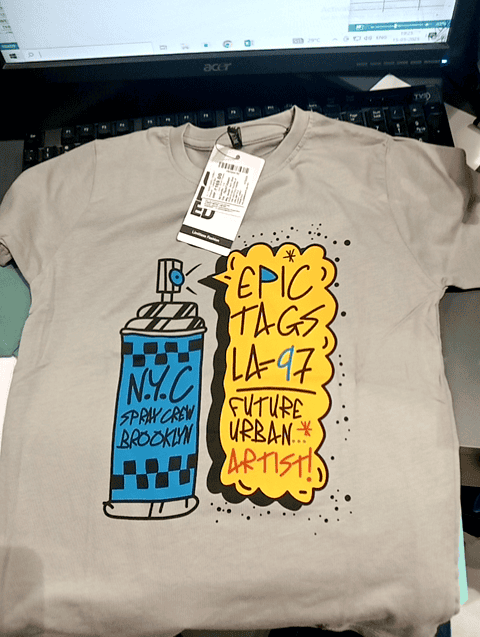 acer
EPIC
TAGS
LA=97
FUTURE
URBAN...
ARTIST!
N.Y.C
SPRAY CREW
BROOKLYN